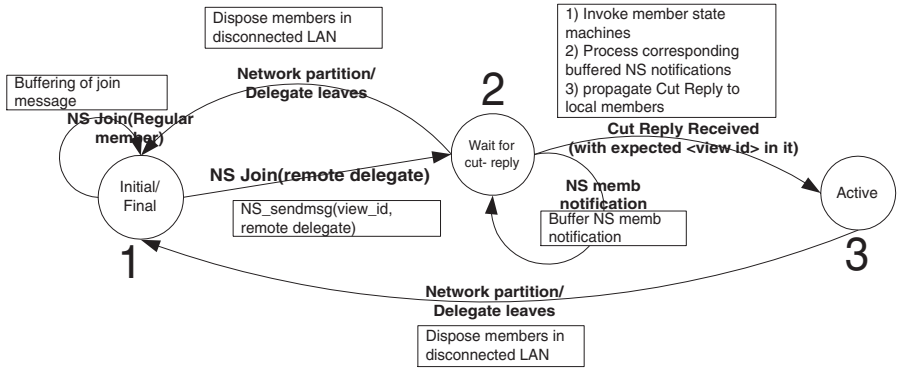 Dispose members in
disconnected LAN
1) Invoke member state
machines
2) Process corresponding
buffered NS notifications
3) propagate Cut Reply to
local members
Buffering of join
message
Network partition/
Delegate leaves
2
NS Join(Regular
member)
Wait for
cut- reply
Cut Reply Received
(with expected <view id> in it)
Initial/
Final
NS Join(remote delegate)
NS memb
notification
Active
NS_sendmsg(view_id,
remote delegate)
Buffer NS memb
notification
1
3
Network partition/
Delegate leaves
Dispose members in
disconnected LAN